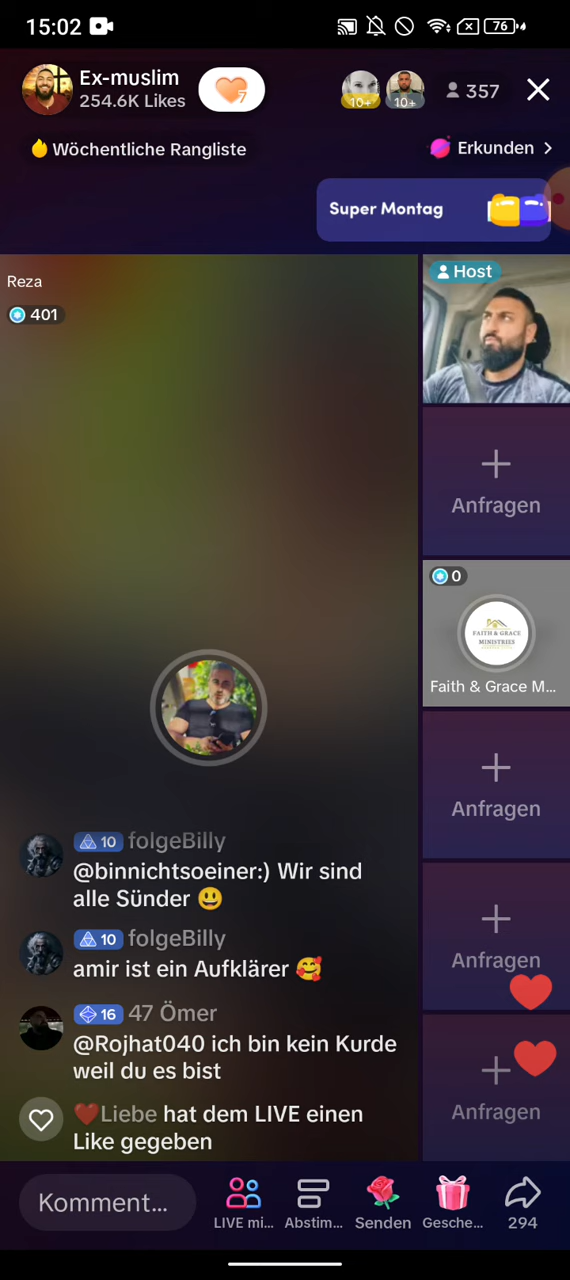 15:02
76
Ex-muslim
254.6K Likes
7
10+
10+
357
Wöchentliche Rangliste
Erkunden
Super Montag
Reza
401
Host
Anfragen
0
FAITH & GRACE
MINISTRIES
Faith & Grace M...
Anfragen
10 folgeBilly
@binnichtsoeiner:) Wir sind
alle Sünder 😃
10 folgeBilly
amir ist ein Aufklärer 🥰
Anfragen
16 47 Ömer
@Rojhat040 ich bin kein Kurde
weil du es bist
Anfragen
❤️Liebe hat dem LIVE einen
Like gegeben
Komment...
LIVE mi...
Abstim...
Senden
Gesche...
294